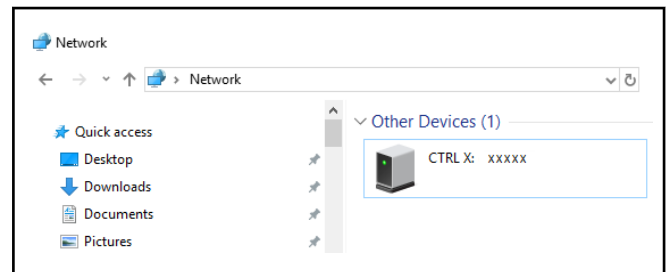 Network
Network
Quick access
Desktop
Downloads
Documents
Pictures
Other Devices (1)
CTRL X: xxxxx